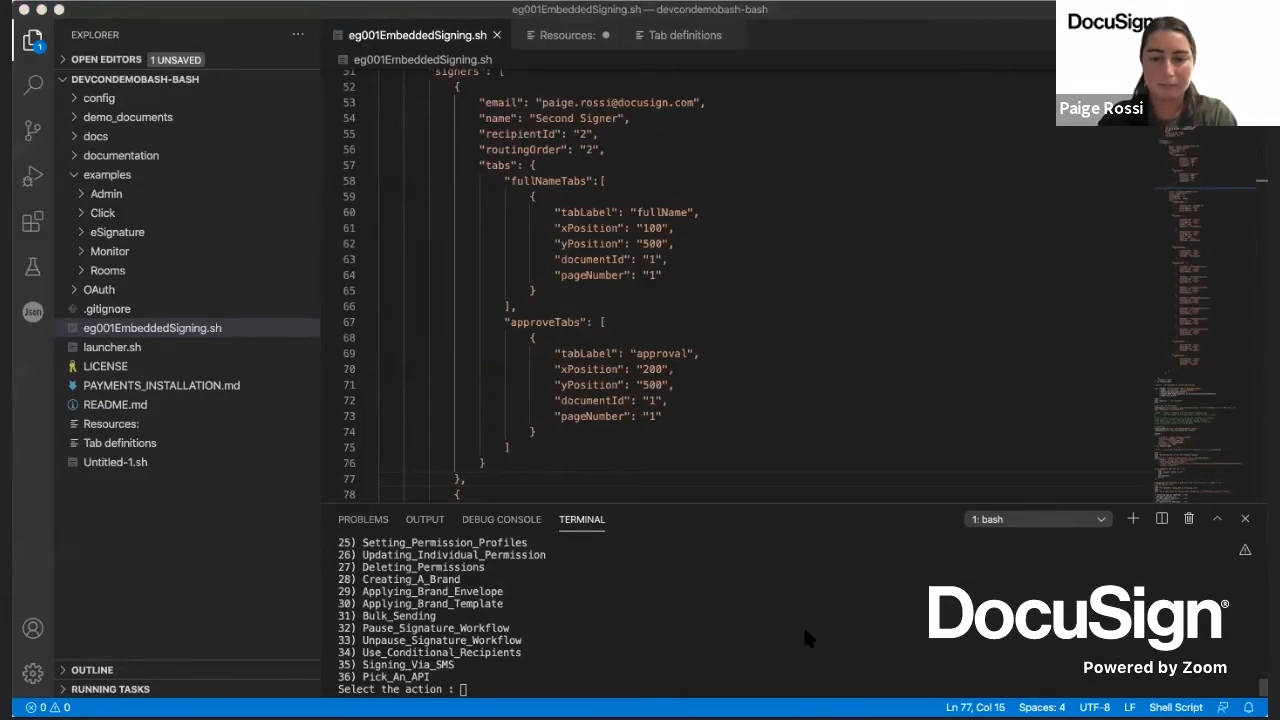 eg001EmbeddedSigning.sh — devcondemobash-bash
DocuSign
Paige Rossi
EXPLORER
OPEN EDITORS 1 UNSAVED
DEVCONDEMOBASH-BASH
config
demo_documents
docs
documentation
examples
Admin
Click
eSignature
Monitor
Rooms
OAuth
.gitignore
eg001EmbeddedSigning.sh
launcher.sh
LICENSE
PAYMENTS_INSTALLATION.md
README.md
Resources:
Tab definitions
Untitled-1.sh
OUTLINE
RUNNING TASKS
1
Json
eg001EmbeddedSigning.sh
Resources:
Tab definitions
eg001EmbeddedSigning.sh
51 "signers": [
52 {
53 "email": "paige.rossi@docusign.com",
54 "name": "Second Signer",
55 "recipientId": "2",
56 "routingOrder": "2",
57 "tabs": {
58 "fullNameTabs":[
59 {
60 "tabLabel": "fullName",
61 "xPosition": "100",
62 "yPosition": "500",
63 "documentId": "1",
64 "pageNumber": "1"
65 }
66 ],
67 "approveTabs": [
68 {
69 "tabLabel": "approval",
70 "xPosition": "200",
71 "yPosition": "500",
72 "documentId": "1",
73 "pageNumber": "1"
74 }
75 ]
76 }
77 },
78 {
PROBLEMS OUTPUT DEBUG CONSOLE TERMINAL
1: bash
25) Setting_Permission_Profiles
26) Updating_Individual_Permission
27) Deleting_Permissions
28) Creating_A_Brand
29) Applying_Brand_Envelope
30) Applying_Brand_Template
31) Bulk_Sending
32) Pause_Signature_Workflow
33) Unpause_Signature_Workflow
34) Use_Conditional_Recipients
35) Signing_Via_SMS
36) Pick_An_API
Select the action :
DocuSign®
Powered by Zoom
0 0
Ln 77, Col 15 Spaces: 4 UTF-8 LF Shell Script